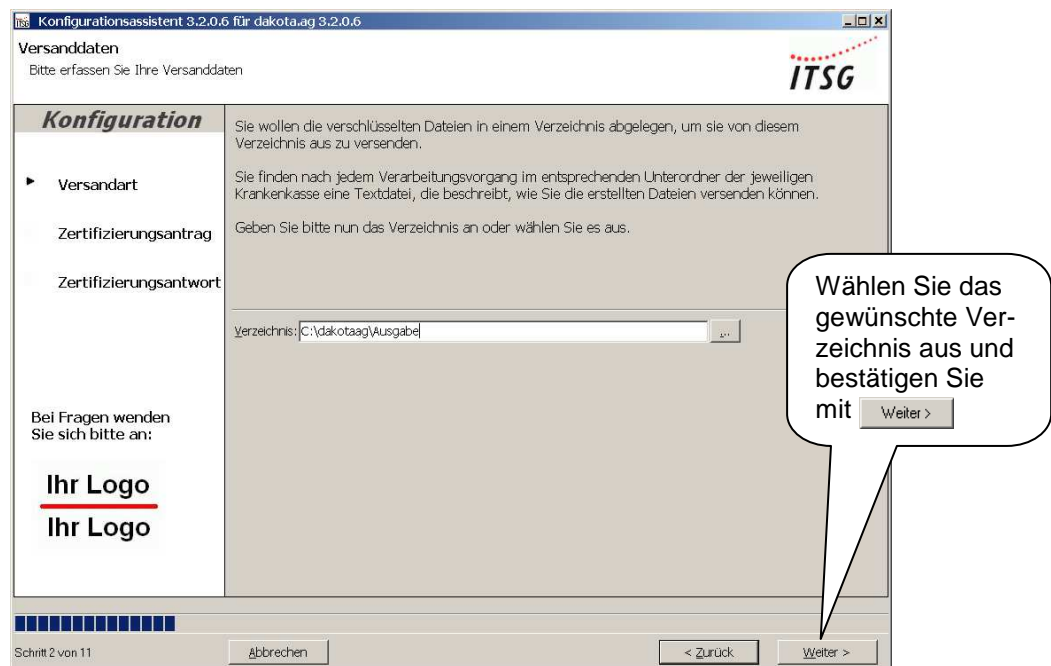 Konfigurationsassistent 3.2.0.6 für dakota.ag 3.2.0.6
Versanddaten
Bitte erfassen Sie Ihre Versanddaten
ITSG
Konfiguration
Versandart
Zertifizierungsantrag
Zertifizierungsantwort
Bei Fragen wenden
Sie sich bitte an:
Ihr Logo
Ihr Logo
Sie wollen die verschlüsselten Dateien in einem Verzeichnis abgelegen, um sie von diesem
Verzeichnis aus zu versenden.
Sie finden nach jedem Verarbeitungsvorgang im entsprechenden Unterordner der jeweiligen
Krankenkasse eine Textdatei, die beschreibt, wie Sie die erstellten Dateien versenden können.
Geben Sie bitte nun das Verzeichnis an oder wählen Sie es aus.
Verzeichnis: C:\dakotaag\Ausgabe ...
Wählen Sie das
gewünschte Ver-
zeichnis aus und
bestätigen Sie
mit Weiter >
Schritt 2 von 11
Abbrechen
< Zurück
Weiter >